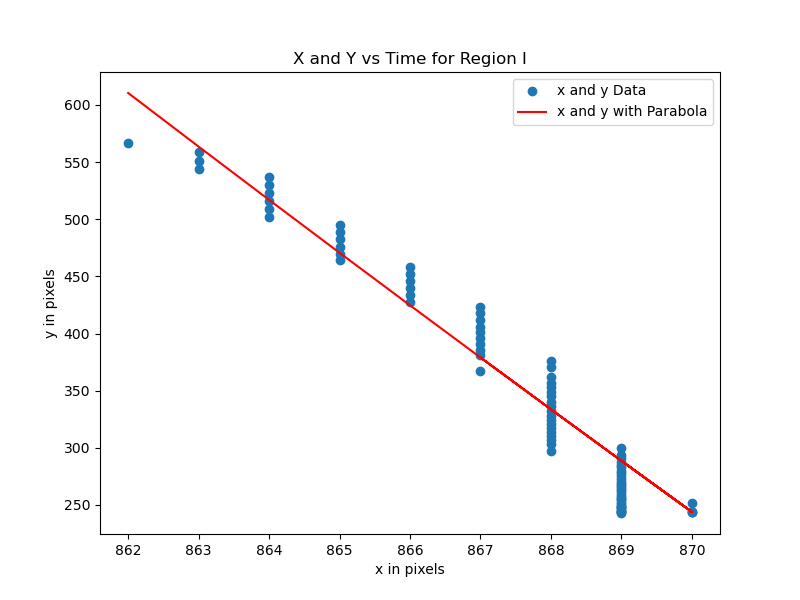 X and Y vs Time for Region I
x and y Data
x and y with Parabola
600
550
500
450
400
350
300
250
y in pixels
862 863 864 865 866 867 868 869 870
x in pixels